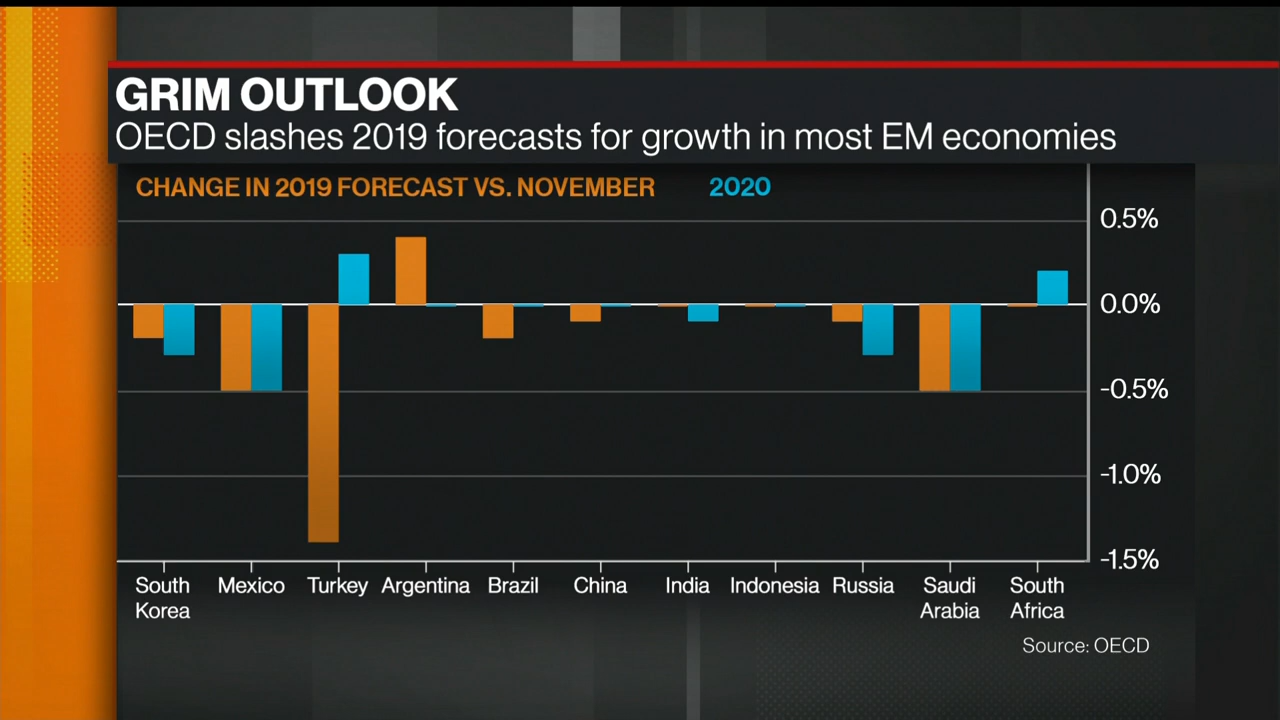 GRIM OUTLOOK
OECD slashes 2019 forecasts for growth in most EM economies
CHANGE IN 2019 FORECAST VS. NOVEMBER 2020
0.5%
0.0%
-0.5%
-1.0%
-1.5%
South Korea
Mexico
Turkey
Argentina
Brazil
China
India
Indonesia
Russia
Saudi Arabia
South Africa
Source: OECD